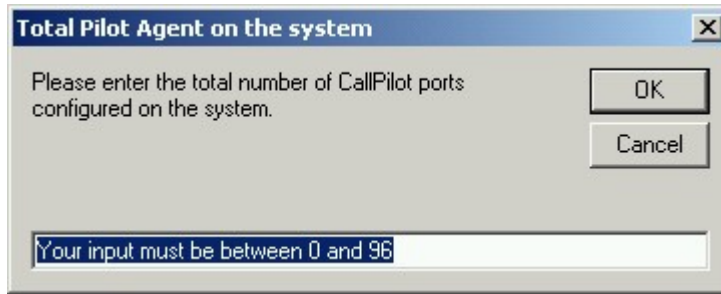 Total Pilot Agent on the system
Please enter the total number of CallPilot ports
configured on the system.
OK
Cancel
Your input must be between 0 and 96